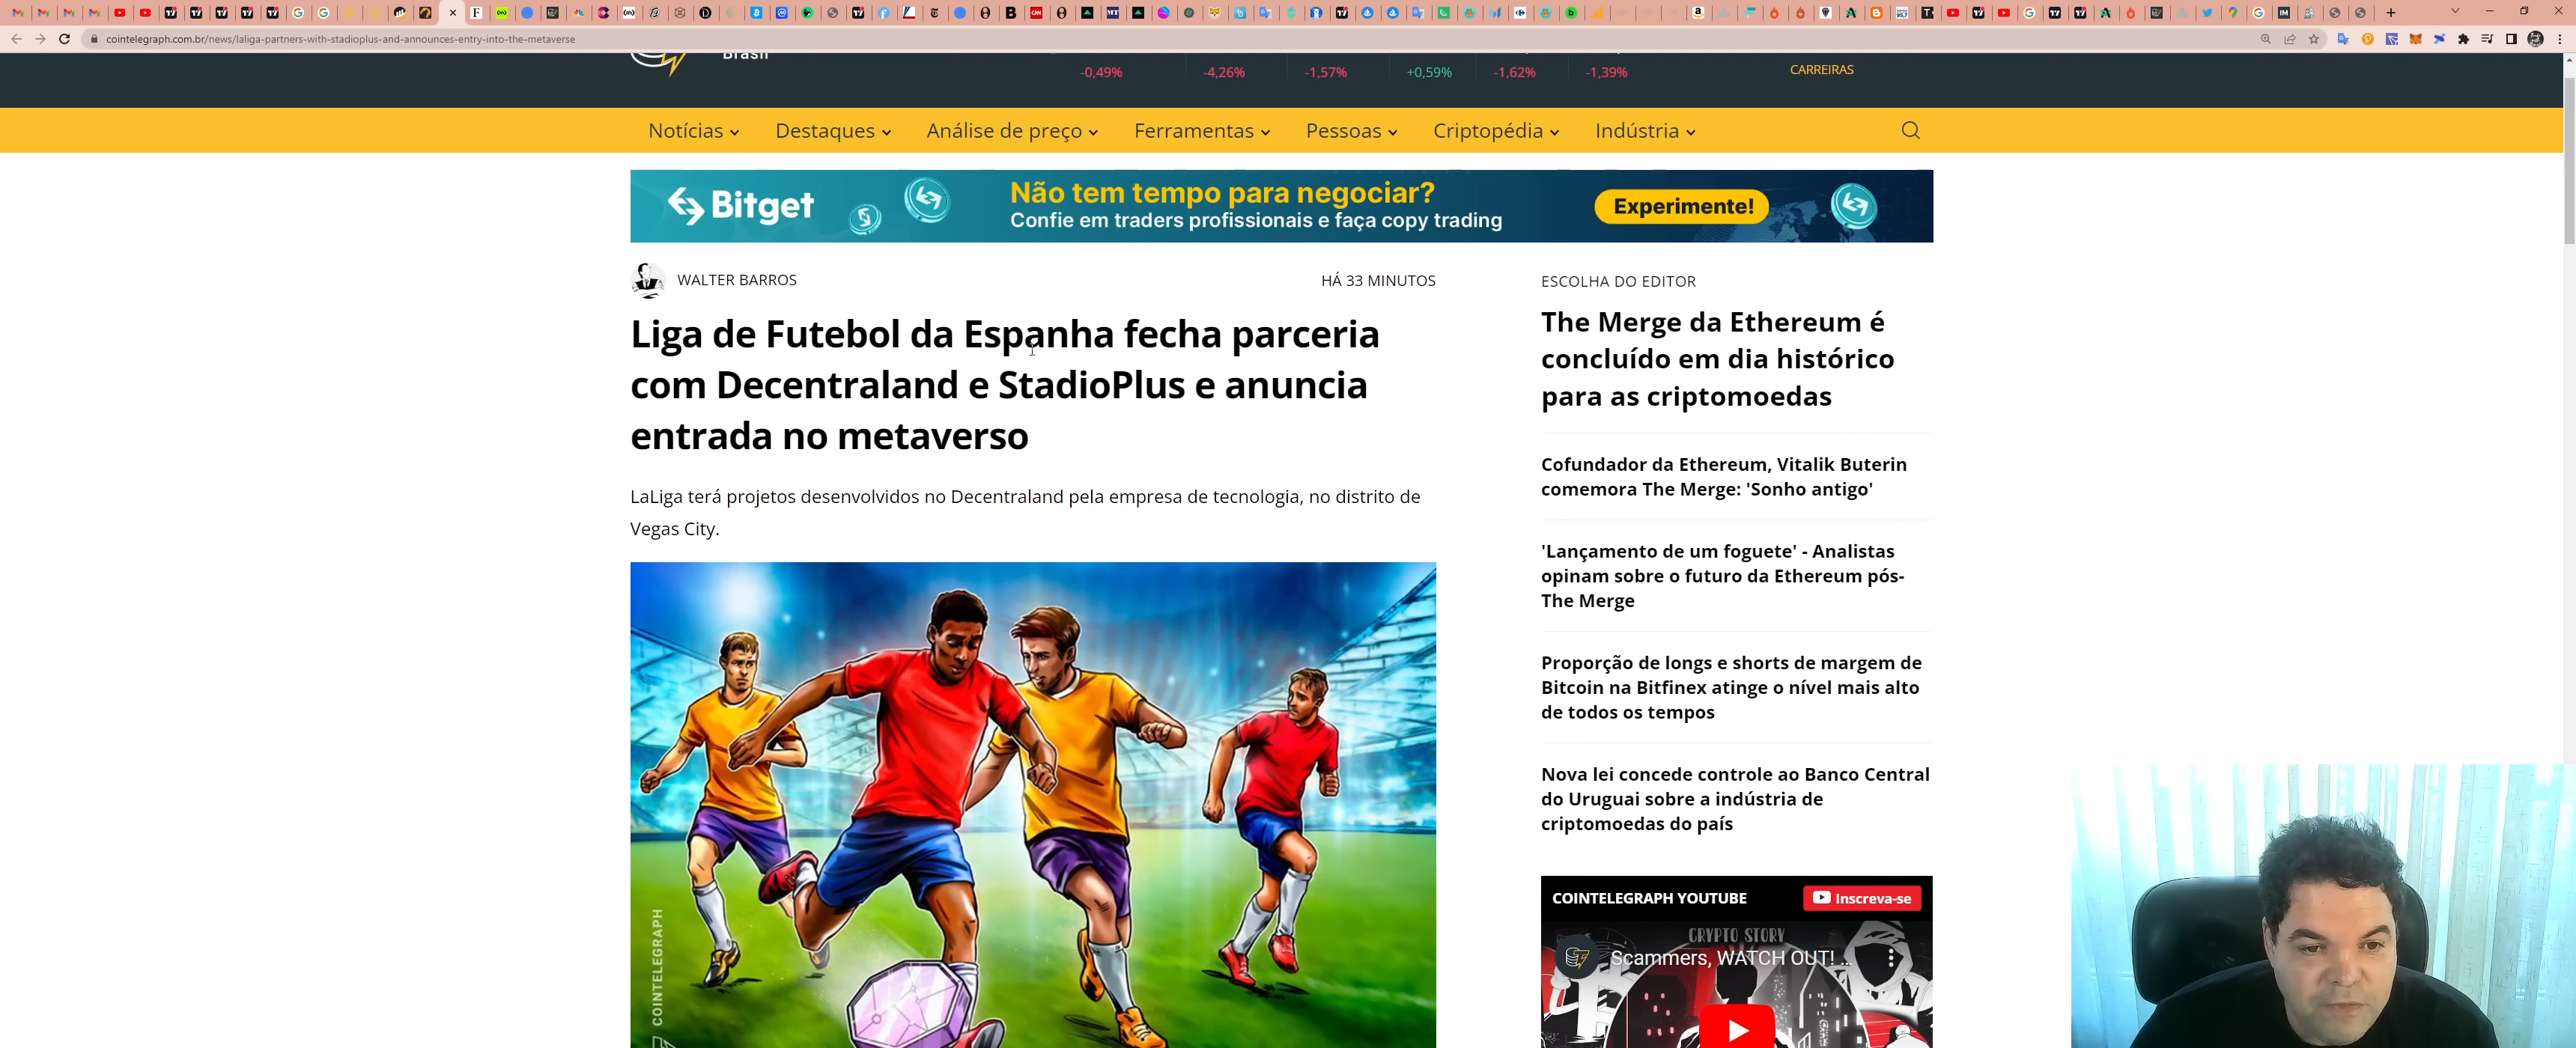 cointelegraph.com.br/news/laliga-partners-with-stadioplus-and-announces-entry-into-the-metaverse
Brasil
-0,49%
-4,26%
-1,57%
+0,59%
-1,62%
-1,39%
CARREIRAS
Notícias
Destaques
Análise de preço
Ferramentas
Pessoas
Criptopédia
Indústria
Bitget
Não tem tempo para negociar?
Confie em traders profissionais e faça copy trading
Experimente!
WALTER BARROS
HÁ 33 MINUTOS
Liga de Futebol da Espanha fecha parceria
com Decentraland e StadioPlus e anuncia
entrada no metaverso
LaLiga terá projetos desenvolvidos no Decentraland pela empresa de tecnologia, no distrito de
Vegas City.
COINTELEGRAPH
ESCOLHA DO EDITOR
The Merge da Ethereum é
concluído em dia histórico
para as criptomoedas
Cofundador da Ethereum, Vitalik Buterin
comemora The Merge: 'Sonho antigo'
'Lançamento de um foguete' - Analistas
opinam sobre o futuro da Ethereum pós-
The Merge
Proporção de longs e shorts de margem de
Bitcoin na Bitfinex atinge o nível mais alto
de todos os tempos
Nova lei concede controle ao Banco Central
do Uruguai sobre a indústria de
criptomoedas do país
COINTELEGRAPH YOUTUBE
Inscreva-se
CRYPTO STORY
Scammers, WATCH OUT! ...